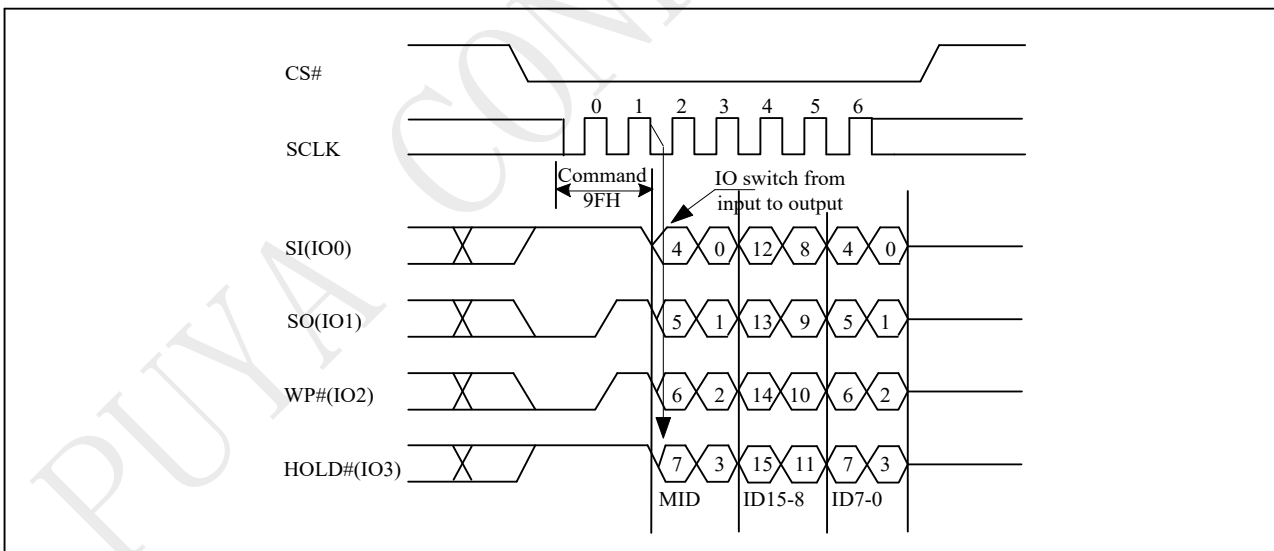 CS#
0 1 2 3 4 5 6
SCLK
Command
9FH
IO switch from
input to output
SI(IO0)
4 0 12 8 4 0
SO(IO1)
5 1 13 9 5 1
WP#(IO2)
6 2 14 10 6 2
HOLD#(IO3)
7 3 15 11 7 3
MID ID15-8 ID7-0
PUYA CON